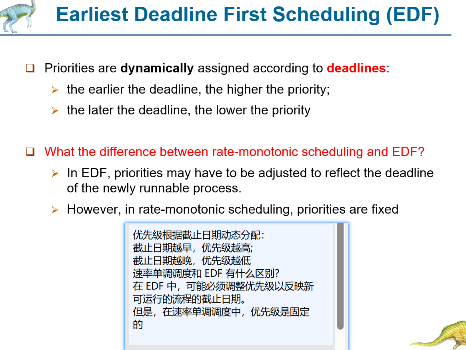 Earliest Deadline First Scheduling (EDF)
Priorities are dynamically assigned according to deadlines:
the earlier the deadline, the higher the priority;
the later the deadline, the lower the priority
What the difference between rate-monotonic scheduling and EDF?
In EDF, priorities may have to be adjusted to reflect the deadline
of the newly runnable process.
However, in rate-monotonic scheduling, priorities are fixed
优先级根据截止日期动态分配:
截止日期越早, 优先级越高;
截止日期越晚, 优先级越低
速率单调调度和 EDF 有什么区别?
在 EDF 中, 可能必须调整优先级以反映新
可运行的流程的截止日期。
但是, 在速率单调调度中, 优先级是固定
的